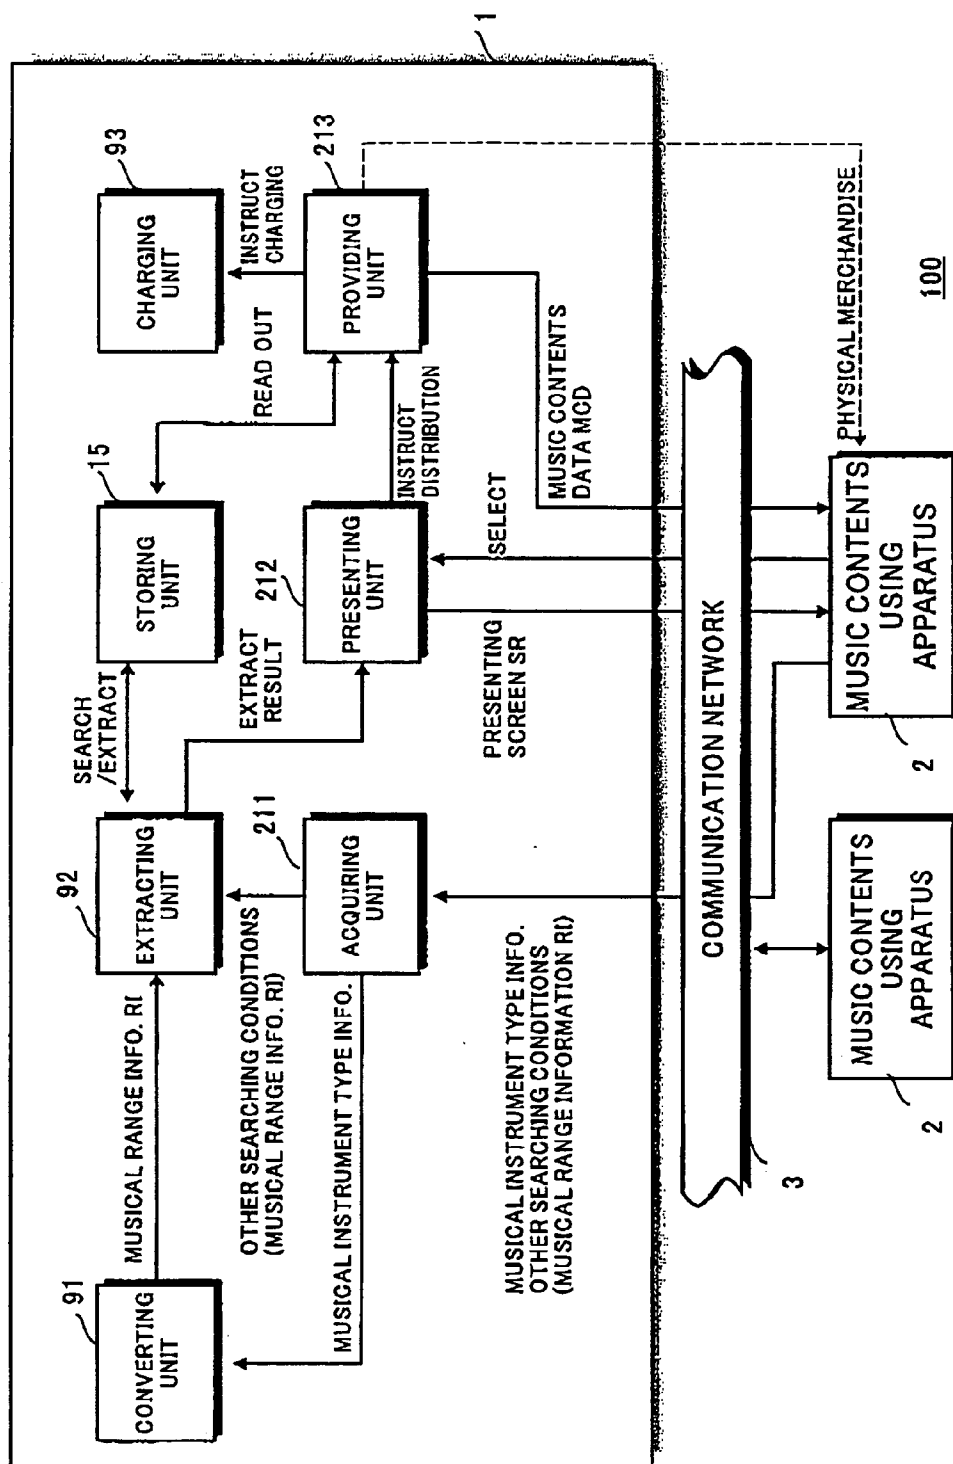 1
93
CHARGING
UNIT
INSTRUCT
CHARGING
213
PROVIDING
UNIT
READ OUT
15
STORING
UNIT
INSTRUCT
DISTRIBUTION
212
PRESENTING
UNIT
SEARCH
/EXTRACT
EXTRACT
RESULT
92
EXTRACTING
UNIT
211
ACQUIRING
UNIT
MUSICAL RANGE INFO. RI
OTHER SEARCHING CONDITIONS
(MUSICAL RANGE INFO. RI)
MUSICAL INSTRUMENT TYPE INFO.
91
CONVERTING
UNIT
MUSIC CONTENTS
DATA MCD
SELECT
PRESENTING
SCREEN SR
MUSICAL INSTRUMENT TYPE INFO.
OTHER SEARCHING CONDITIONS
(MUSICAL RANGE INFORMATION RI)
COMMUNICATION NETWORK
3
PHYSICAL MERCHANDISE
MUSIC CONTENTS
USING
APPARATUS
2
MUSIC CONTENTS
USING
APPARATUS
2
100